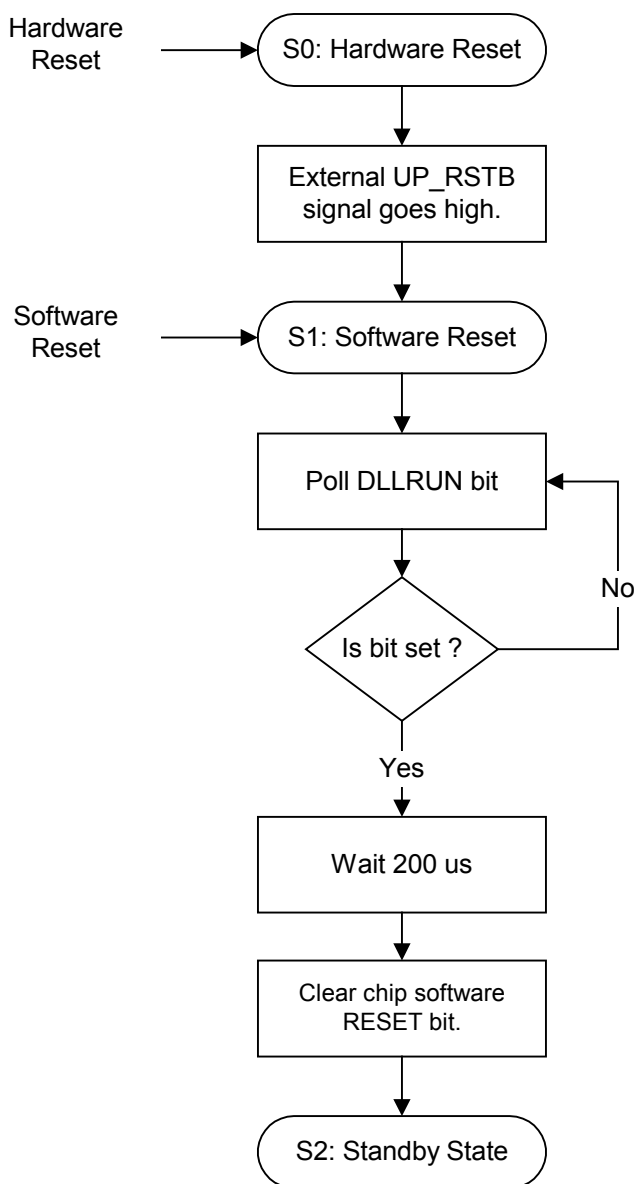 Hardware
Reset
S0: Hardware Reset
External UP_RSTB
signal goes high.
Software
Reset
S1: Software Reset
Poll DLLRUN bit
No
Is bit set ?
Yes
Wait 200 us
Clear chip software
RESET bit.
S2: Standby State